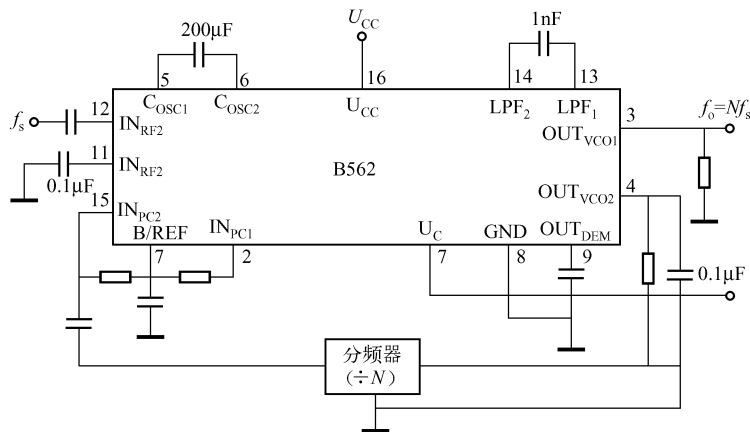 200μF
U_CC
1nF
5
6
16
14
13
C_OSC1
C_OSC2
U_CC
LPF_2
LPF_1
12
f_s
IN_RF2
3
f_o=Nf_s
OUT_VCO1
11
IN_RF2
0.1μF
B562
15
IN_PC2
OUT_VCO2
4
B/REF
IN_PC1
U_C
GND
OUT_DEM
7
2
7
8
9
0.1μF
分频器
(÷N)